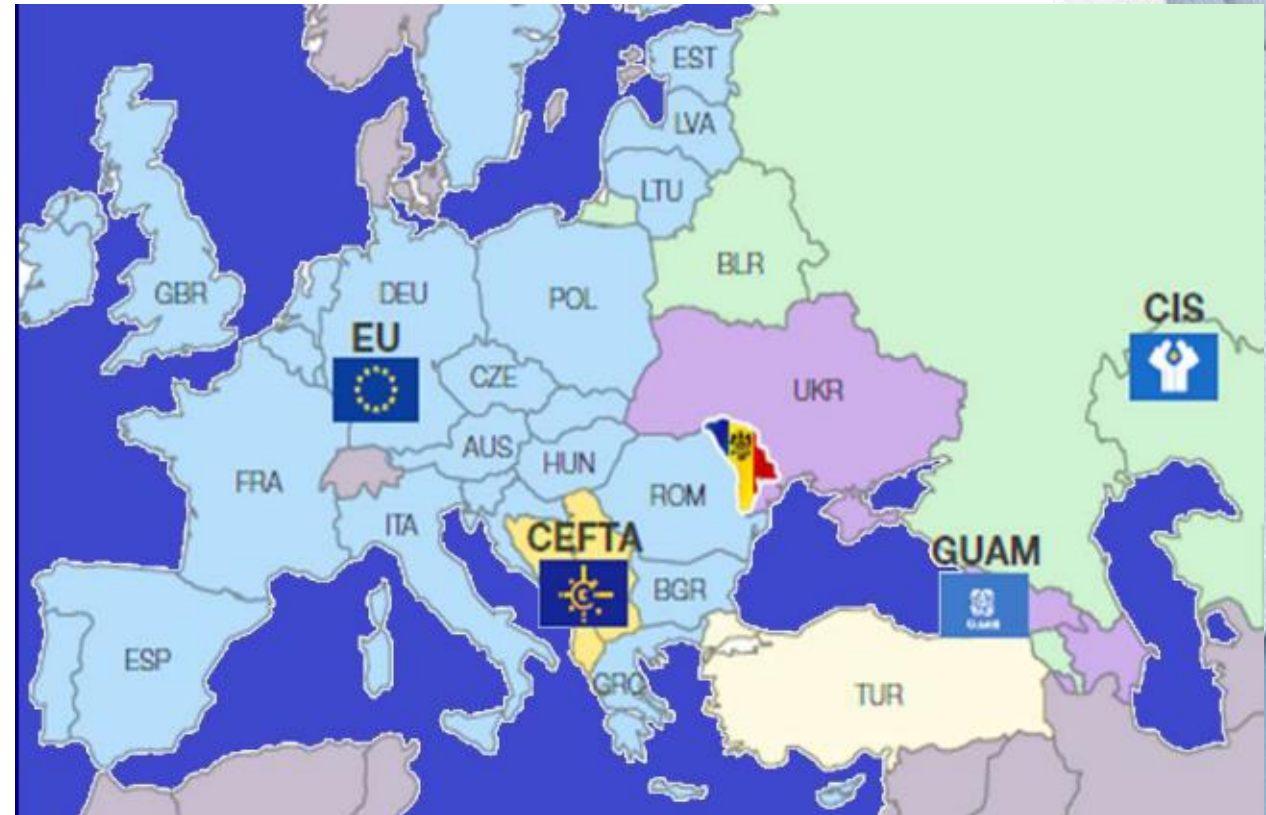 EST
LVA
LTU
BLR
GBR
DEU
POL
CIS
EU
CZE
UKR
AUS
HUN
FRA
ROM
ITA
CEFTA
GUAM
BGR
ESP
GRC
TUR